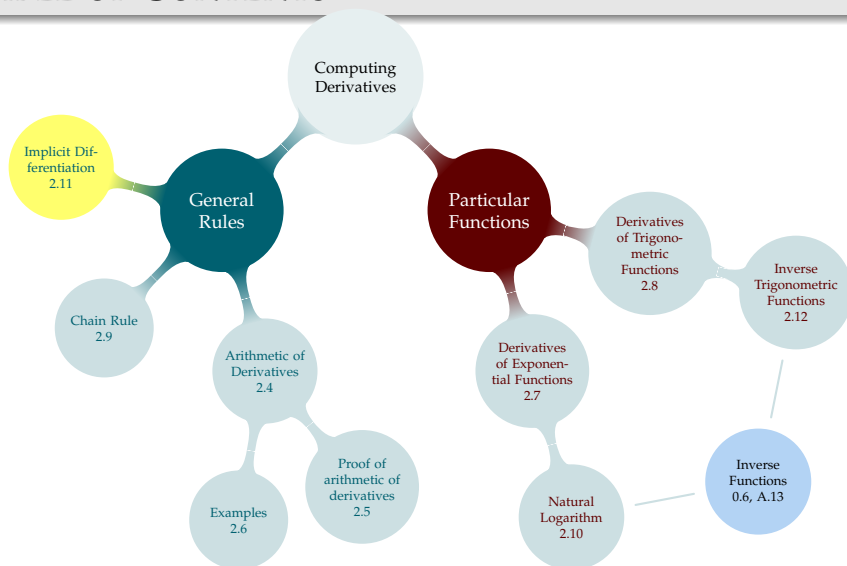 Computing
Derivatives
Implicit Dif-
ferentiation
2.11
General
Rules
Particular
Functions
Derivatives
of Trigono-
metric
Functions
2.8
Inverse
Trigonometric
Functions
2.12
Chain Rule
2.9
Arithmetic of
Derivatives
2.4
Derivatives
of Exponen-
tial Functions
2.7
Proof of
arithmetic of
derivatives
2.5
Examples
2.6
Natural
Logarithm
2.10
Inverse
Functions
0.6, A.13